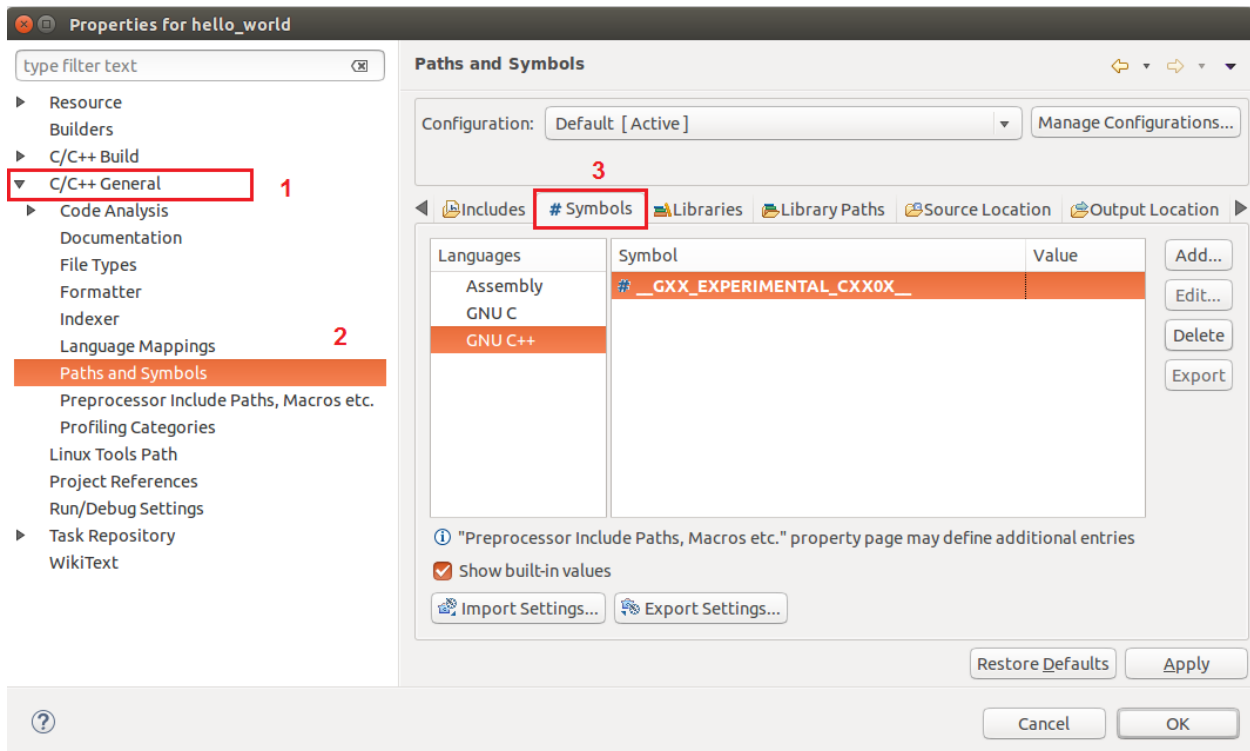 Properties for hello_world
type filter text
Resource
Builders
C/C++ Build
C/C++ General
1
Code Analysis
Documentation
File Types
Formatter
Indexer
Language Mappings
2
Paths and Symbols
Preprocessor Include Paths, Macros etc.
Profiling Categories
Linux Tools Path
Project References
Run/Debug Settings
Task Repository
WikiText
Paths and Symbols
Configuration: Default [ Active ] Manage Configurations...
3
Includes # Symbols Libraries Library Paths Source Location Output Location
Languages Symbol Value Add...
Assembly # __GXX_EXPERIMENTAL_CXX0X__
Edit...
GNU C
GNU C++ Delete
Export
"Preprocessor Include Paths, Macros etc." property page may define additional entries
Show built-in values
Import Settings... Export Settings...
Restore Defaults Apply
? Cancel OK